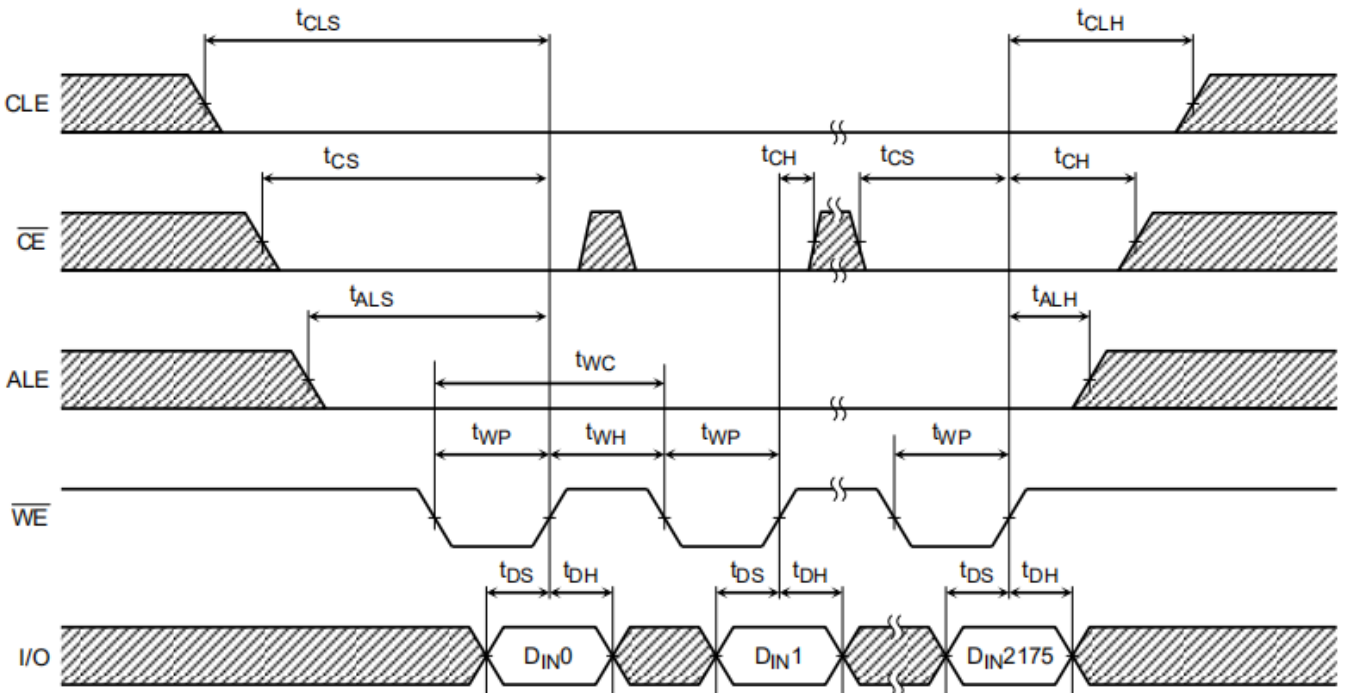 tCLS tCLH
CLE
tCS tCH tCS tCH
CE
tALS tALH
ALE
tWC
tWP tWH tWP tWP
WE
tDS tDH tDS tDH tDS tDH
I/O DIN0 DIN1 DIN2175